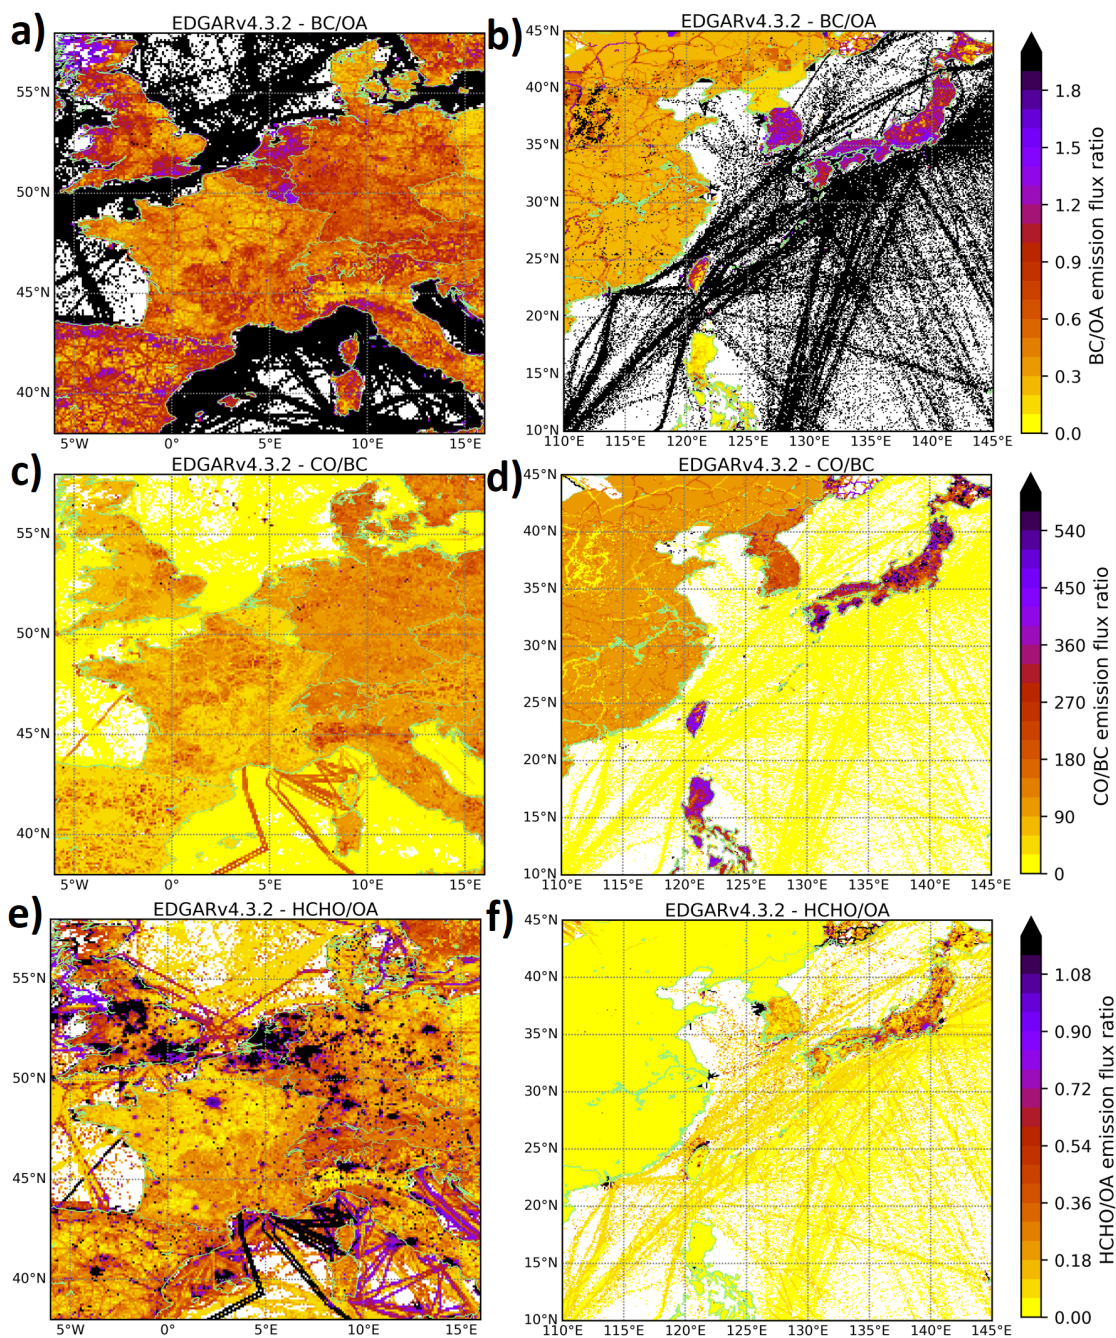 a)
EDGARv4.3.2 - BC/OA
55°N
50°N
45°N
40°N
5°W 0° 5°E 10°E 15°E
b)
EDGARv4.3.2 - BC/OA
45°N
40°N
35°N
30°N
25°N
20°N
15°N
10°N
110°E 115°E 120°E 125°E 130°E 135°E 140°E 145°E
1.8
1.5
1.2
0.9
0.6
0.3
0.0
BC/OA emission flux ratio
c)
EDGARv4.3.2 - CO/BC
55°N
50°N
45°N
40°N
5°W 0° 5°E 10°E 15°E
d)
EDGARv4.3.2 - CO/BC
45°N
40°N
35°N
30°N
25°N
20°N
15°N
10°N
110°E 115°E 120°E 125°E 130°E 135°E 140°E 145°E
540
450
360
270
180
90
0
CO/BC emission flux ratio
e)
EDGARv4.3.2 - HCHO/OA
55°N
50°N
45°N
40°N
5°W 0° 5°E 10°E 15°E
f)
EDGARv4.3.2 - HCHO/OA
45°N
40°N
35°N
30°N
25°N
20°N
15°N
10°N
110°E 115°E 120°E 125°E 130°E 135°E 140°E 145°E
1.08
0.90
0.72
0.54
0.36
0.18
0.00
HCHO/OA emission flux ratio